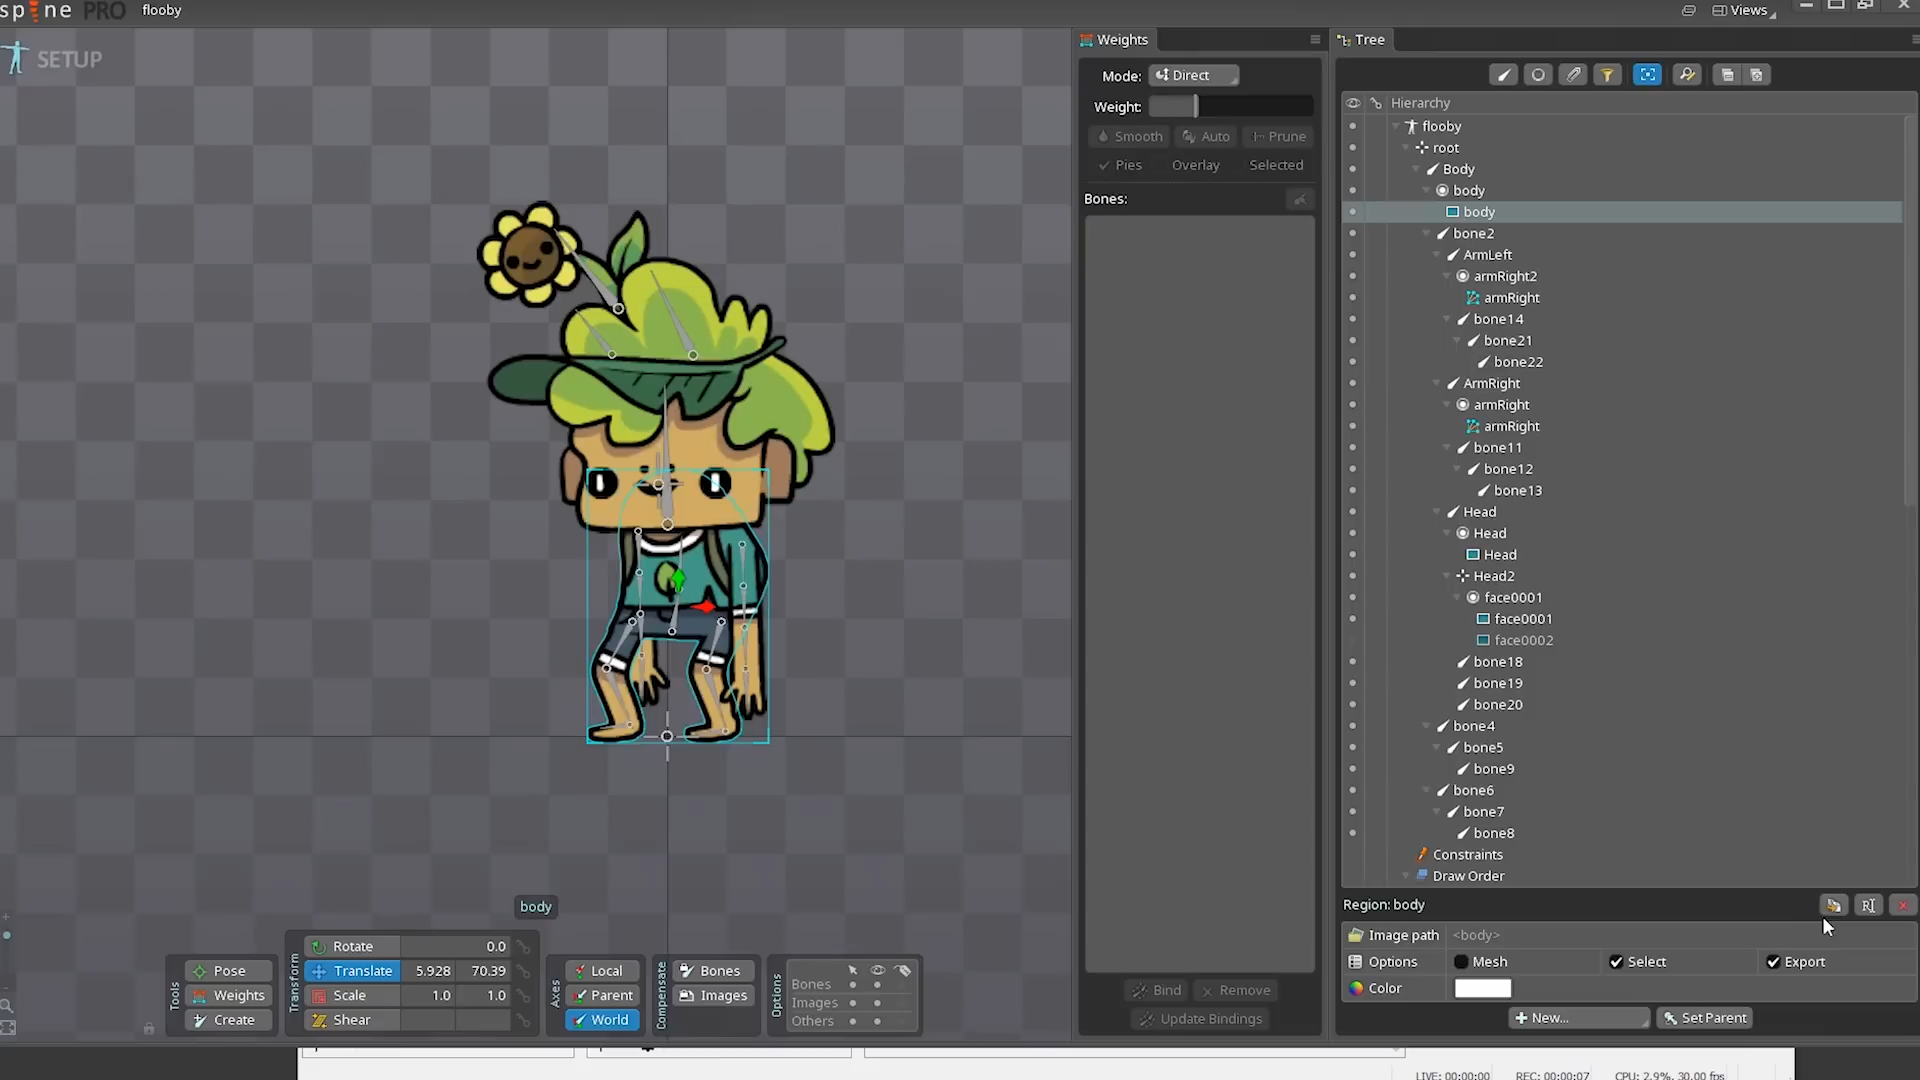 spine PRO flooby
Views
SETUP
Weights
Mode: Direct
Weight:
Smooth Auto Prune
Pies Overlay Selected
Bones:
Bind Remove
Update Bindings
Tree
Hierarchy
flooby
root
Body
body
body
bone2
ArmLeft
armRight2
armRight
bone14
bone21
bone22
ArmRight
armRight
armRight
bone11
bone12
bone13
Head
Head
Head
Head2
face0001
face0001
face0002
bone18
bone19
bone20
bone4
bone5
bone9
bone6
bone7
bone8
Constraints
Draw Order
Region: body
Image path <body>
Options Mesh Select Export
Color
New... Set Parent
body
Tools
Pose
Weights
Create
Transform
Rotate 0.0
Translate 5.928 70.39
Scale 1.0 1.0
Shear
Axes
Local
Parent
World
Compensate
Bones
Images
Options
Bones
Images
Others
LIVE: 00:00:00 REC: 00:00:07 CPU: 2.9%, 30.00 fps